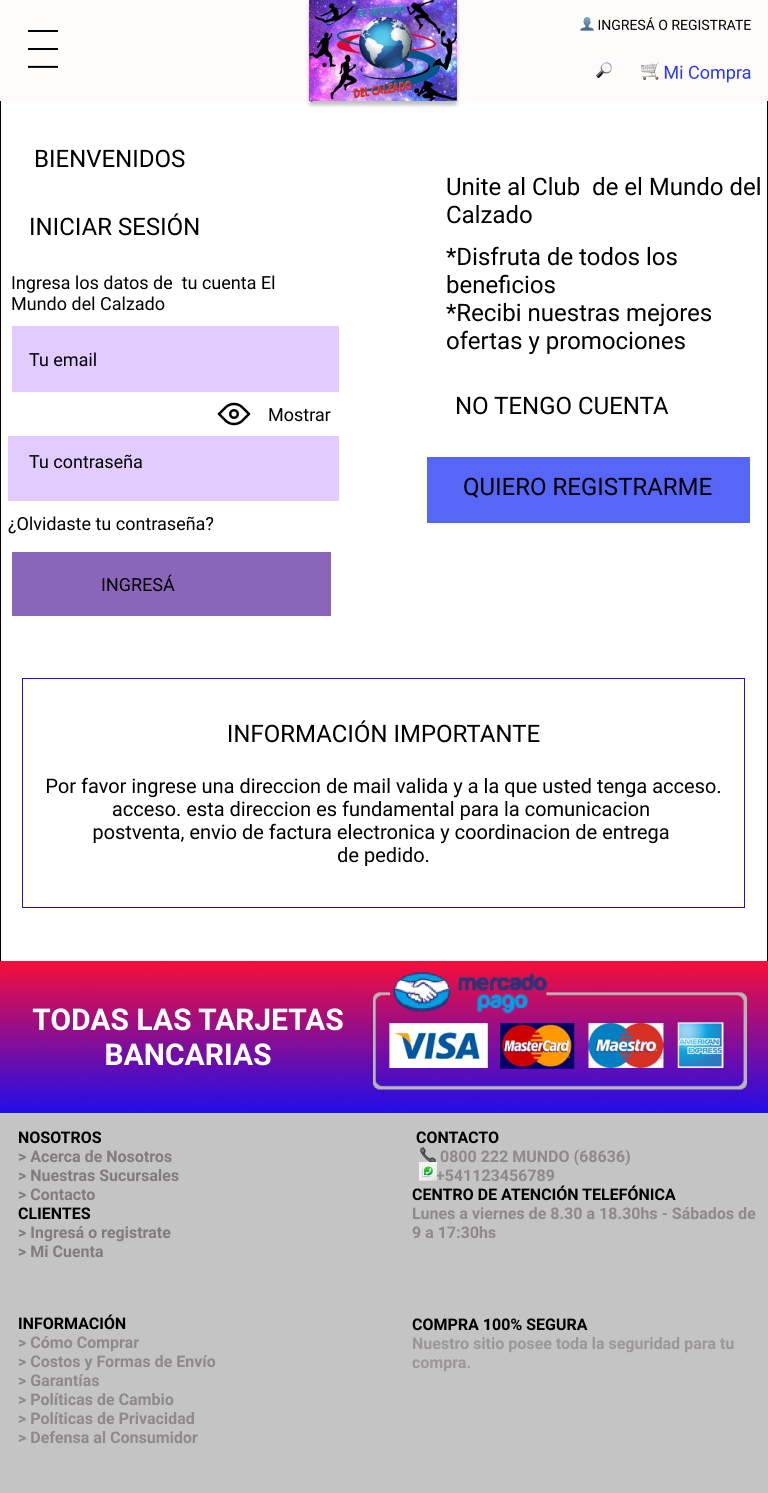 EL MUNDO
DEL CALZADO
INGRESÁ O REGISTRATE
Mi Compra
BIENVENIDOS
INICIAR SESIÓN
Ingresa los datos de  tu cuenta El
Mundo del Calzado
Tu email
Mostrar
Tu contraseña
¿Olvidaste tu contraseña?
INGRESÁ
Unite al Club  de el Mundo del
Calzado
*Disfruta de todos los
beneficios
*Recibi nuestras mejores
ofertas y promociones
NO TENGO CUENTA
QUIERO REGISTRARME
INFORMACIÓN IMPORTANTE
Por favor ingrese una direccion de mail valida y a la que usted tenga acceso.
acceso. esta direccion es fundamental para la comunicacion
postventa, envio de factura electronica y coordinacion de entrega
de pedido.
TODAS LAS TARJETAS
BANCARIAS
mercado
pago
VISA MasterCard Maestro AMERICAN EXPRESS
NOSOTROS
> Acerca de Nosotros
> Nuestras Sucursales
> Contacto
CLIENTES
> Ingresá o registrate
> Mi Cuenta
CONTACTO
0800 222 MUNDO (68636)
+541123456789
CENTRO DE ATENCIÓN TELEFÓNICA
Lunes a viernes de 8.30 a 18.30hs - Sábados de
9 a 17:30hs
INFORMACIÓN
> Cómo Comprar
> Costos y Formas de Envío
> Garantías
> Políticas de Cambio
> Políticas de Privacidad
> Defensa al Consumidor
COMPRA 100% SEGURA
Nuestro sitio posee toda la seguridad para tu
compra.